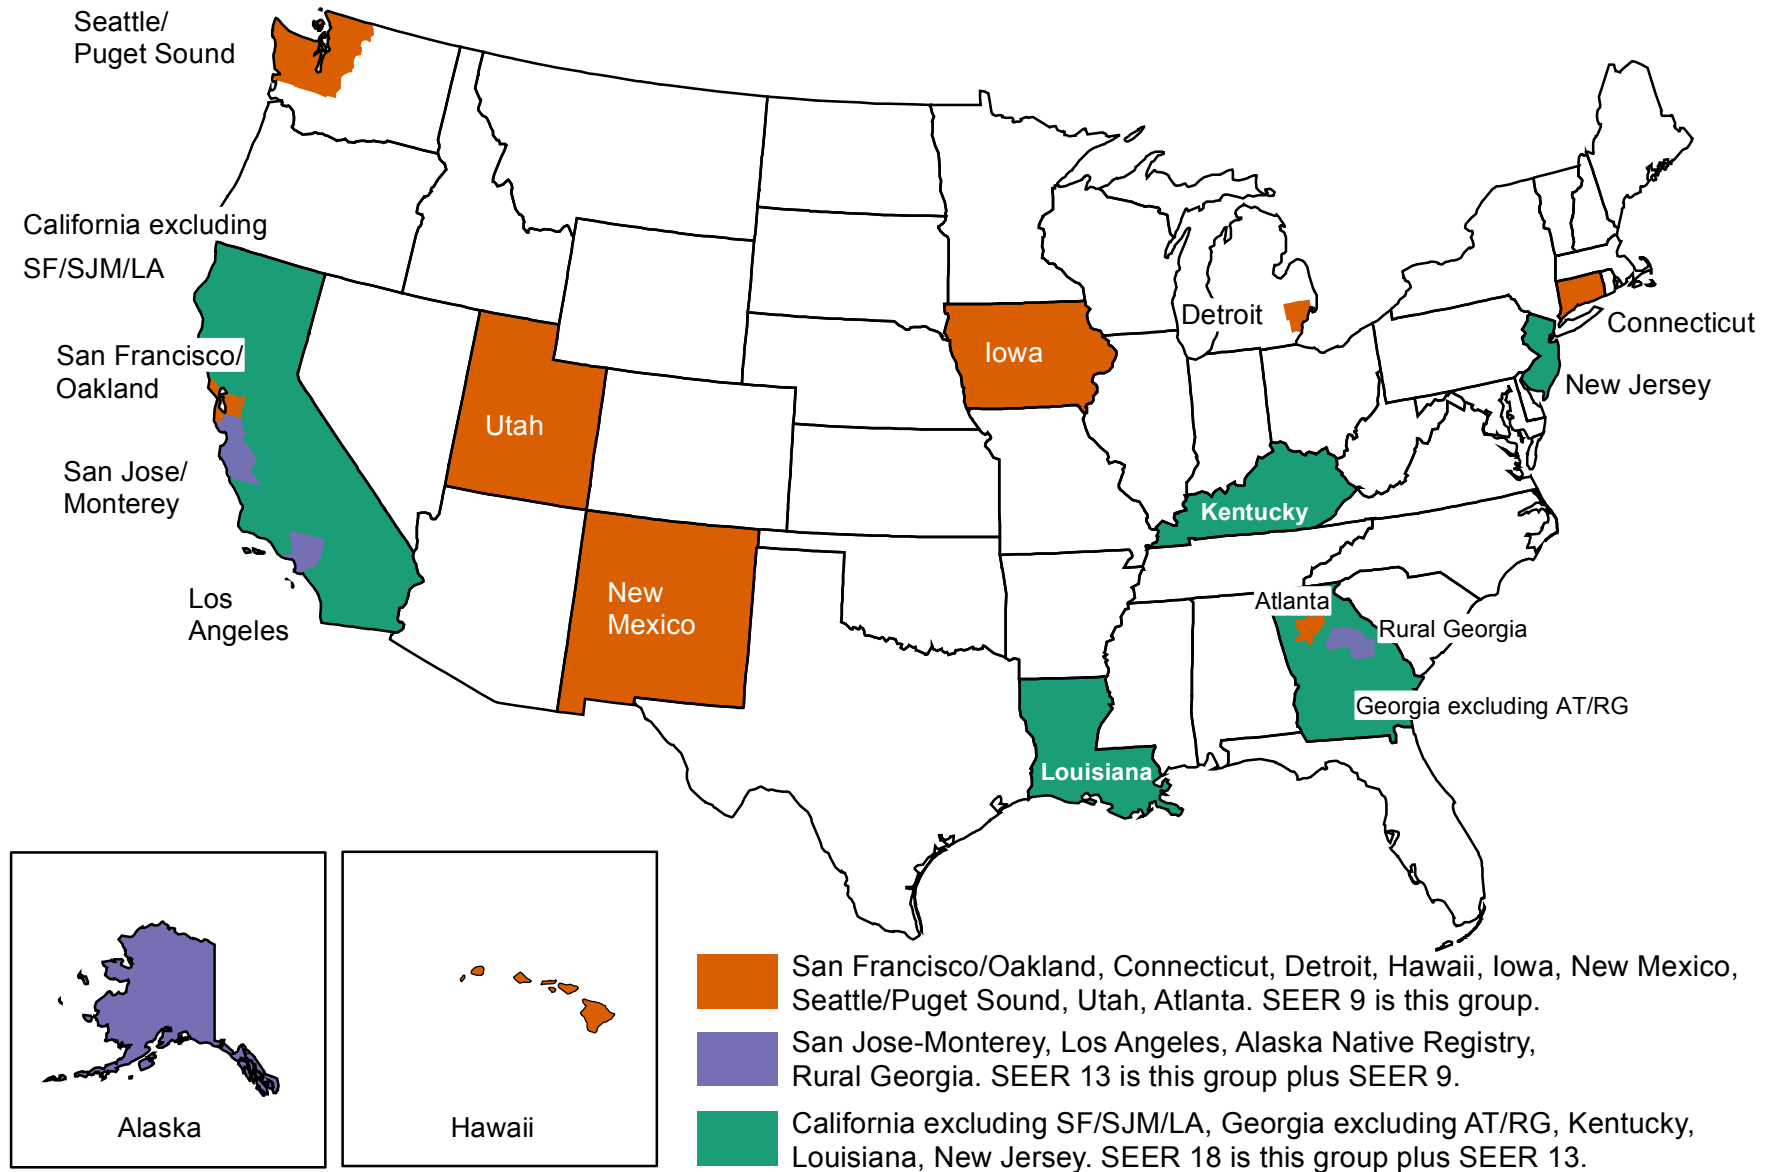 Seattle/
Puget Sound
California excluding
SF/SJM/LA
San Francisco/
Oakland
San Jose/
Monterey
Los
Angeles
Utah
New
Mexico
Iowa
Detroit
Connecticut
New Jersey
Kentucky
Atlanta
Rural Georgia
Georgia excluding AT/RG
Louisiana
Alaska
Hawaii
San Francisco/Oakland, Connecticut, Detroit, Hawaii, Iowa, New Mexico,
Seattle/Puget Sound, Utah, Atlanta. SEER 9 is this group.
San Jose-Monterey, Los Angeles, Alaska Native Registry,
Rural Georgia. SEER 13 is this group plus SEER 9.
California excluding SF/SJM/LA, Georgia excluding AT/RG, Kentucky,
Louisiana, New Jersey. SEER 18 is this group plus SEER 13.